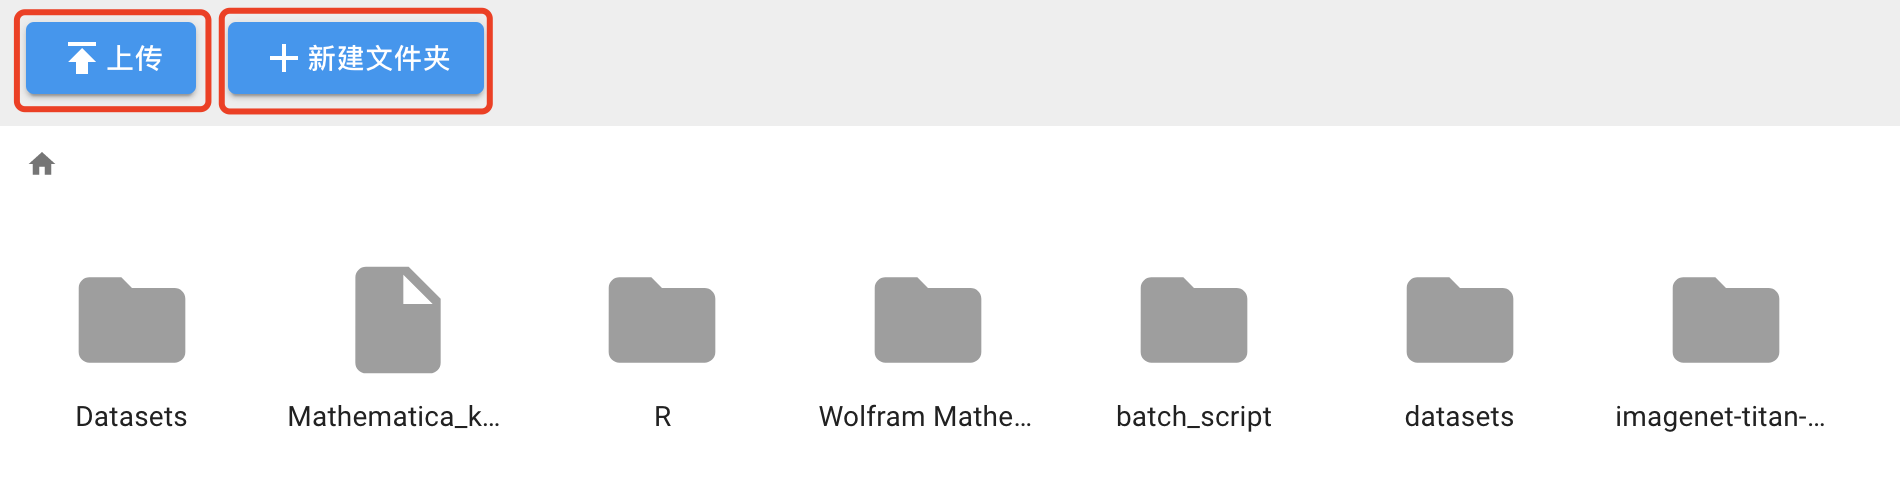 上传
新建文件夹
Datasets
Mathematica_k...
R
Wolfram Mathe...
batch_script
datasets
imagenet-titan-...